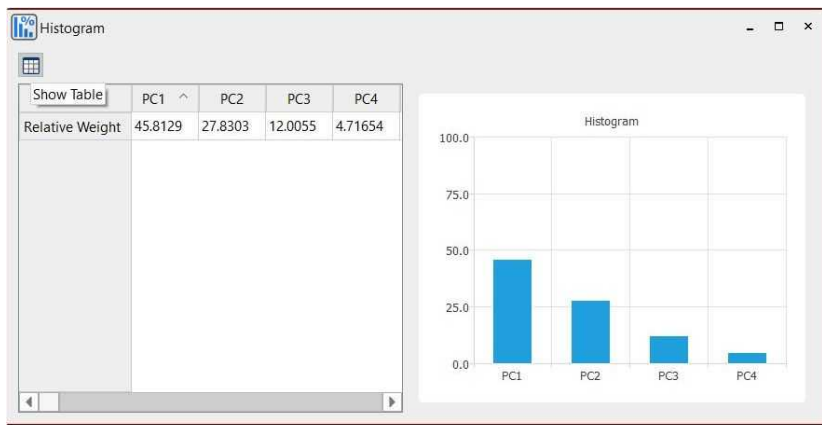 Histogram
Show Table
PC1 PC2 PC3 PC4
Relative Weight 45.8129 27.8303 12.0055 4.71654
Histogram
100.0
75.0
50.0
25.0
0.0
PC1 PC2 PC3 PC4